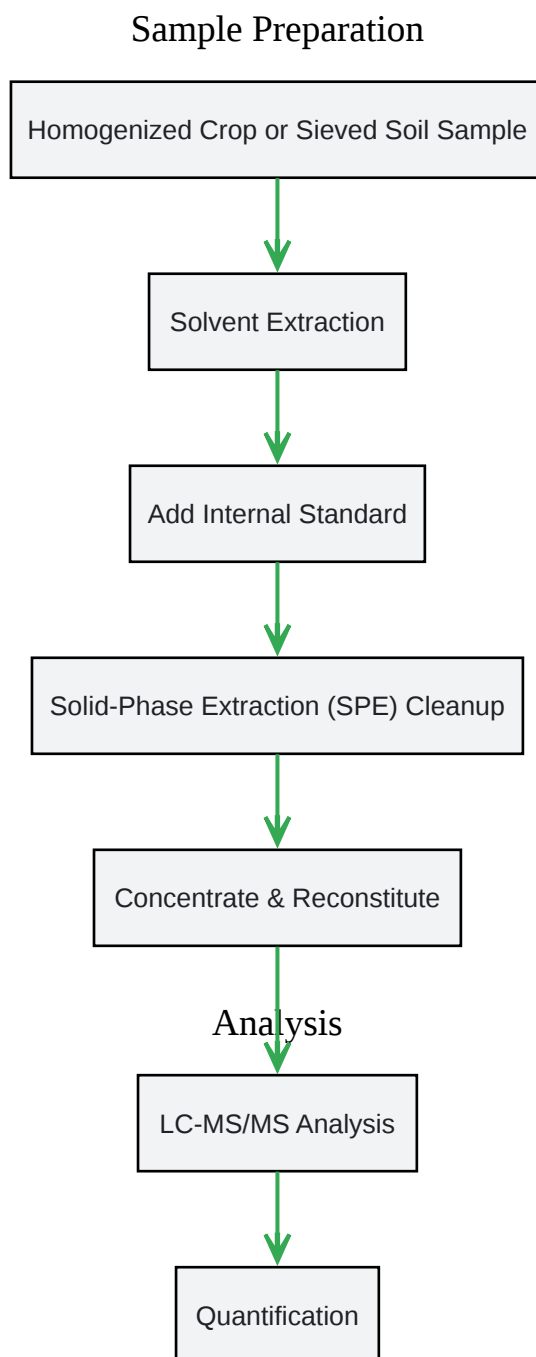 Sample Preparation
Homogenized Crop or Sieved Soil Sample
Solvent Extraction
Add Internal Standard
Solid-Phase Extraction (SPE) Cleanup
Concentrate & Reconstitute
Analysis
LC-MS/MS Analysis
Quantification